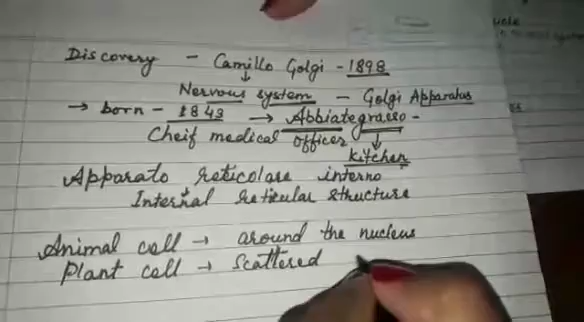 Discovery - Camillo Golgi - 1898
↓
Nervous system - Golgi Apparatus
→ born - 1843 → Abbiategrasso -
Cheif medical officer ↓
kitchen
Apparato reticolare interno
Internal reticular structure
Animal cell → around the nucleus
Plant cell → Scattered